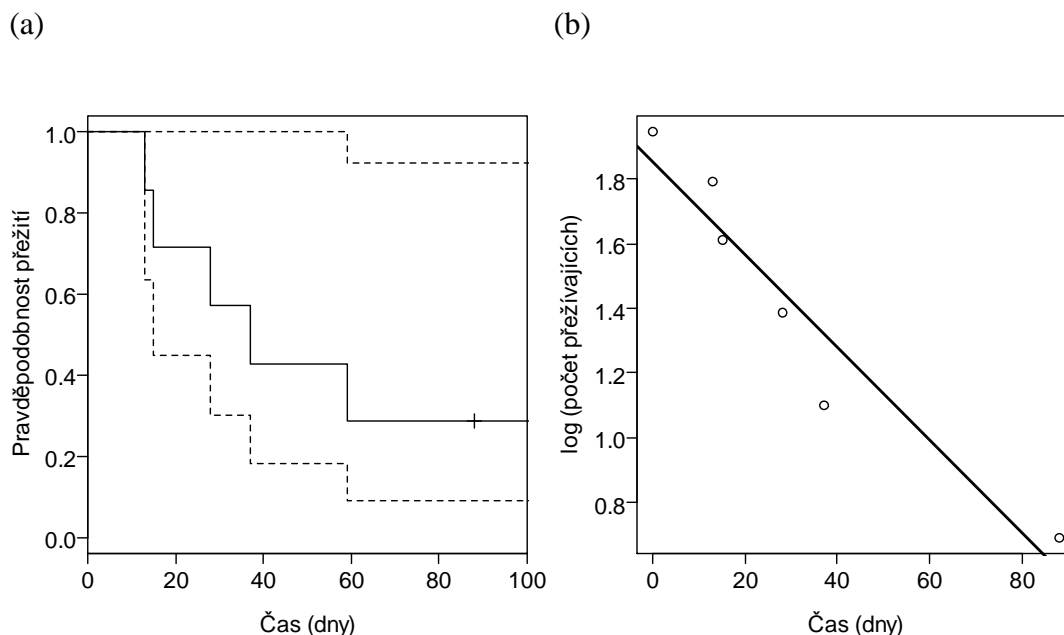 (a)
(b)
Pravděpodobnost přežití
1.0
0.8
0.6
0.4
0.2
0.0
0 20 40 60 80 100
Čas (dny)
log (počet přežívajících)
1.8
1.6
1.4
1.2
1.0
0.8
0 20 40 60 80
Čas (dny)